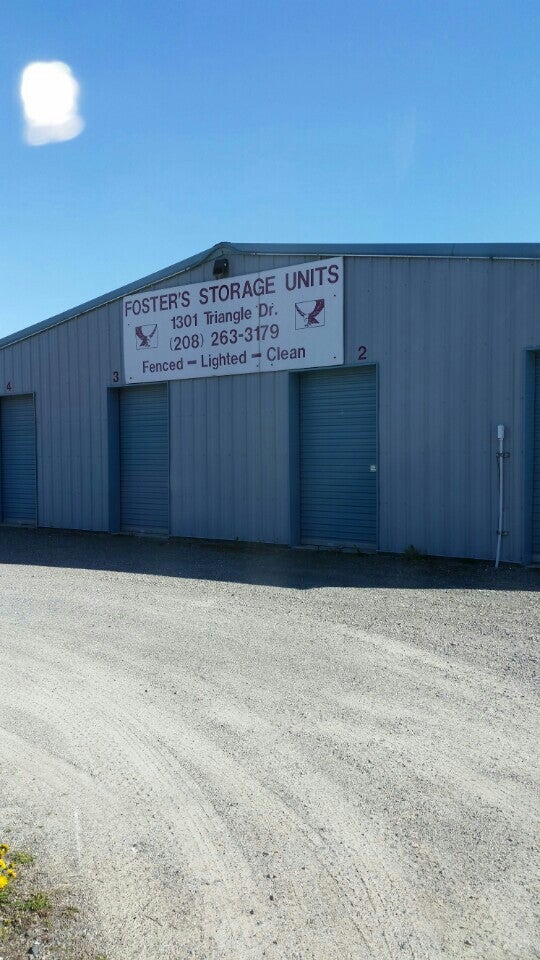 FOSTER'S STORAGE UNITS
1301 Triangle Dr.
(208) 263-3179
Fenced - Lighted - Clean
4
3
2